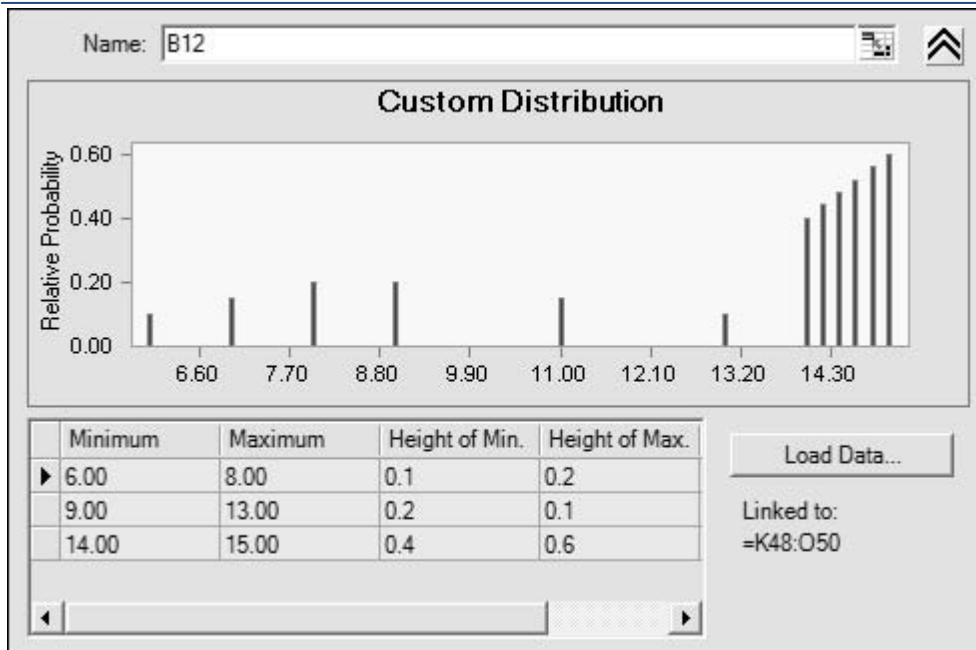 Name: B12
Custom Distribution
Relative Probability
0.60
0.40
0.20
0.00
6.60 7.70 8.80 9.90 11.00 12.10 13.20 14.30
Minimum Maximum Height of Min. Height of Max.
6.00 8.00 0.1 0.2
9.00 13.00 0.2 0.1
14.00 15.00 0.4 0.6
Load Data...
Linked to:
=K48:O50